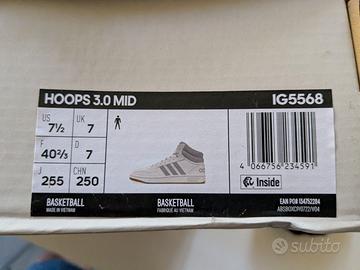 HOOPS 3.0 MID IG5568
US UK
7½ 7
F D
40⅔ 7
J CHN
255 250
4 066756 234591
Inside
BASKETBALL
MADE IN VIETNAM
BASKETBALL
FABRIQUÉ AU VIETNAM
EAN PO# 134752284
subito